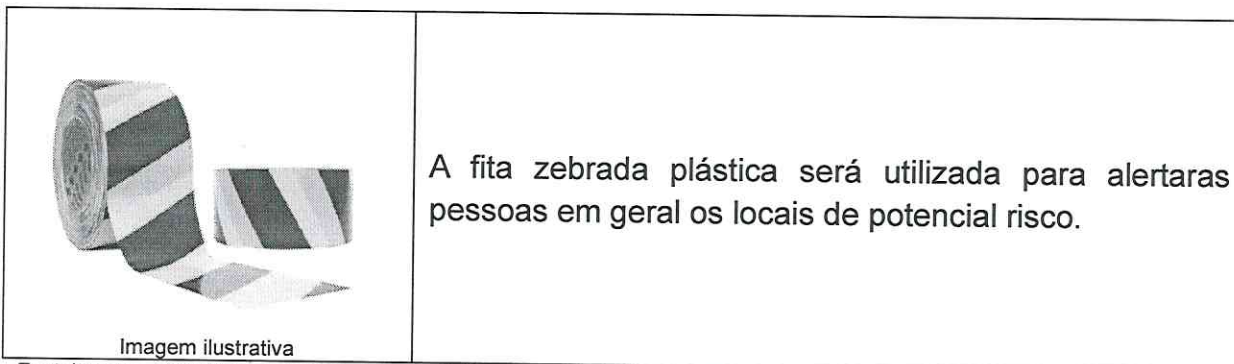 A fita zebrada plástica será utilizada para alertaras
pessoas em geral os locais de potencial risco.
Imagem ilustrativa